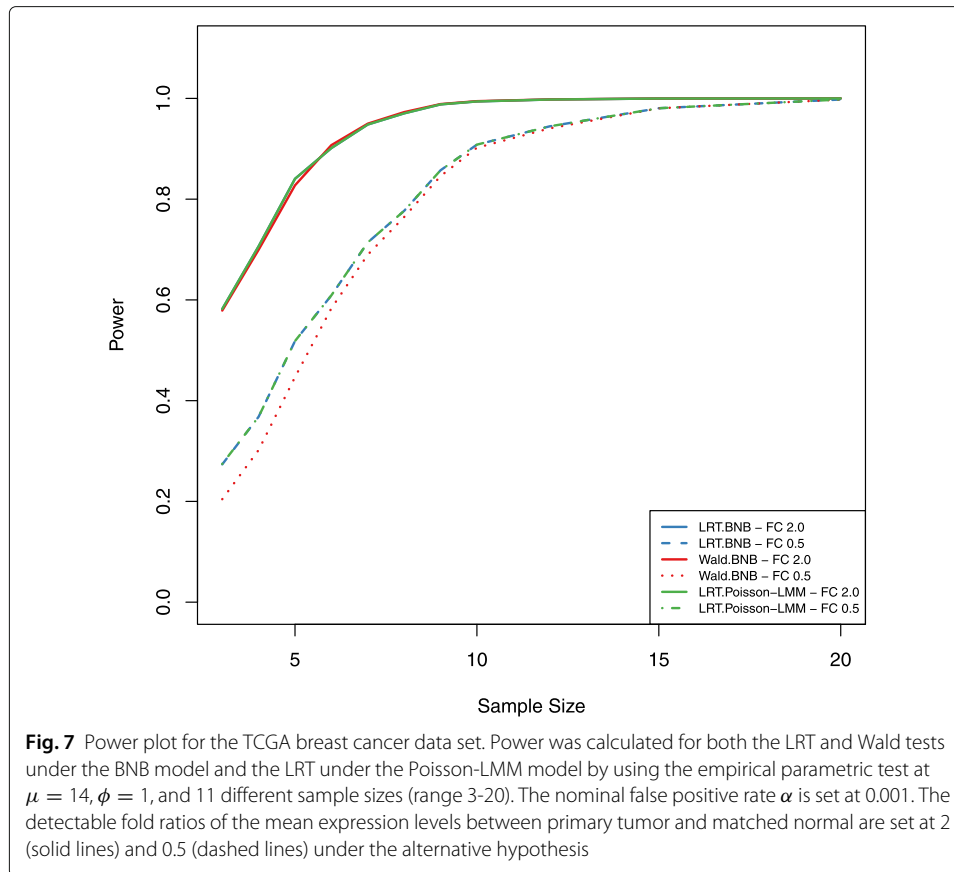 Power
1.0
0.8
0.6
0.4
0.2
0.0
LRT.BNB – FC 2.0
LRT.BNB – FC 0.5
Wald.BNB – FC 2.0
Wald.BNB – FC 0.5
LRT.Poisson–LMM – FC 2.0
LRT.Poisson–LMM – FC 0.5
5 10 15 20
Sample Size
Fig. 7 Power plot for the TCGA breast cancer data set. Power was calculated for both the LRT and Wald tests
under the BNB model and the LRT under the Poisson-LMM model by using the empirical parametric test at
μ = 14, ϕ = 1, and 11 different sample sizes (range 3-20). The nominal false positive rate α is set at 0.001. The
detectable fold ratios of the mean expression levels between primary tumor and matched normal are set at 2
(solid lines) and 0.5 (dashed lines) under the alternative hypothesis